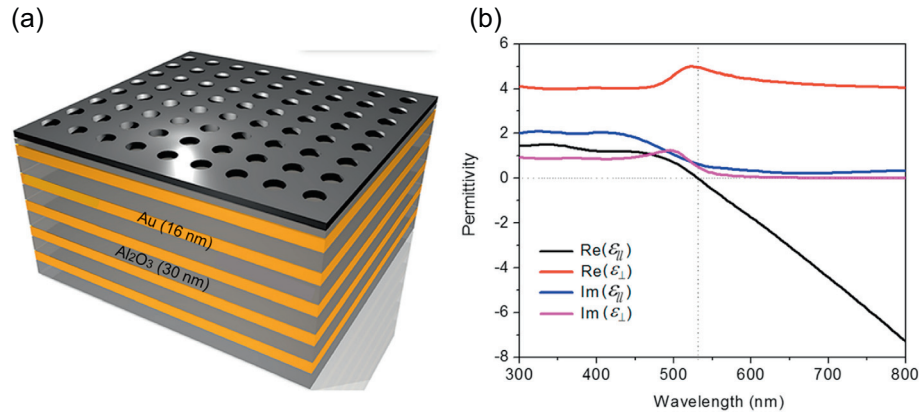 (a)
Au (16 nm)
Al₂O₃ (30 nm)
(b)
Permittivity
6
4
2
0
-2
-4
-6
-8
Re(ε∥)
Re(ε⊥)
Im(ε∥)
Im(ε⊥)
300 400 500 600 700 800
Wavelength (nm)